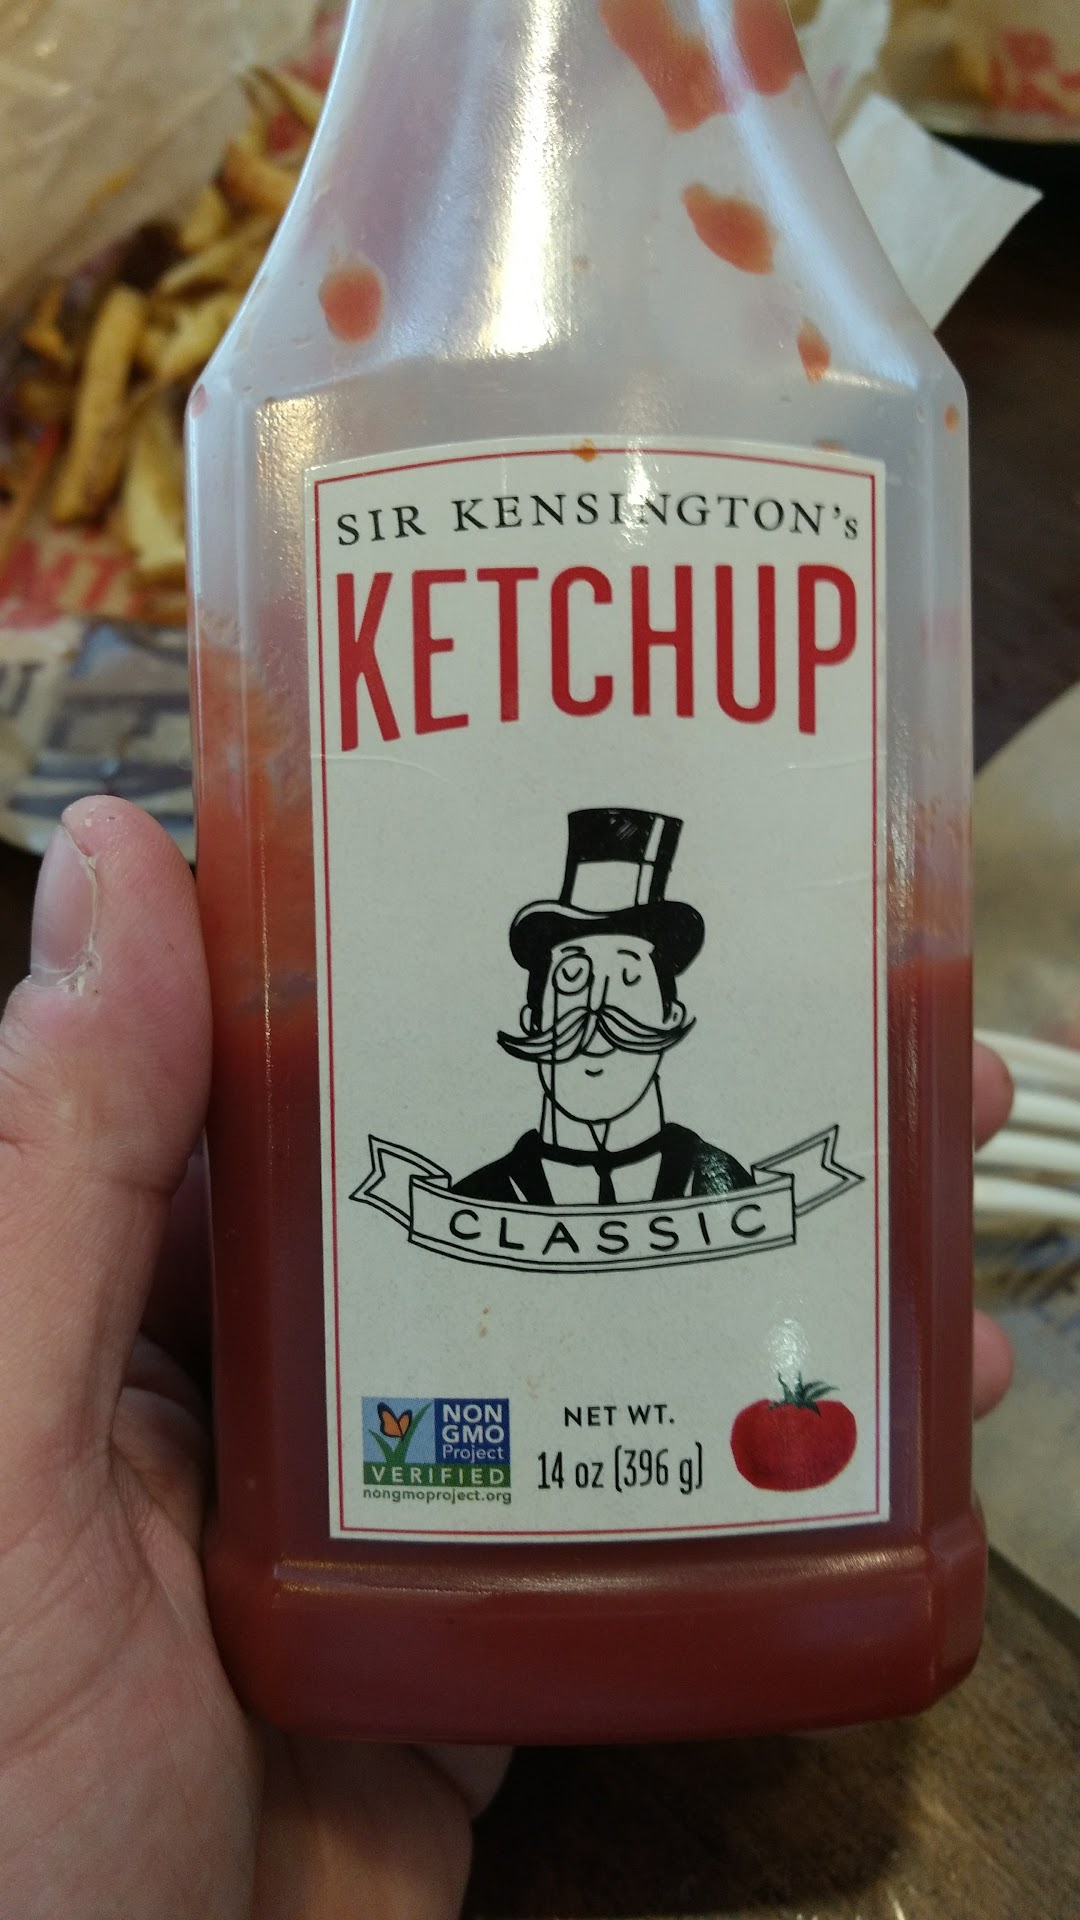 SIR KENSINGTON's
KETCHUP
CLASSIC
NON
GMO
Project
VERIFIED
nongmoproject.org
NET WT.
14 oz (396 g)